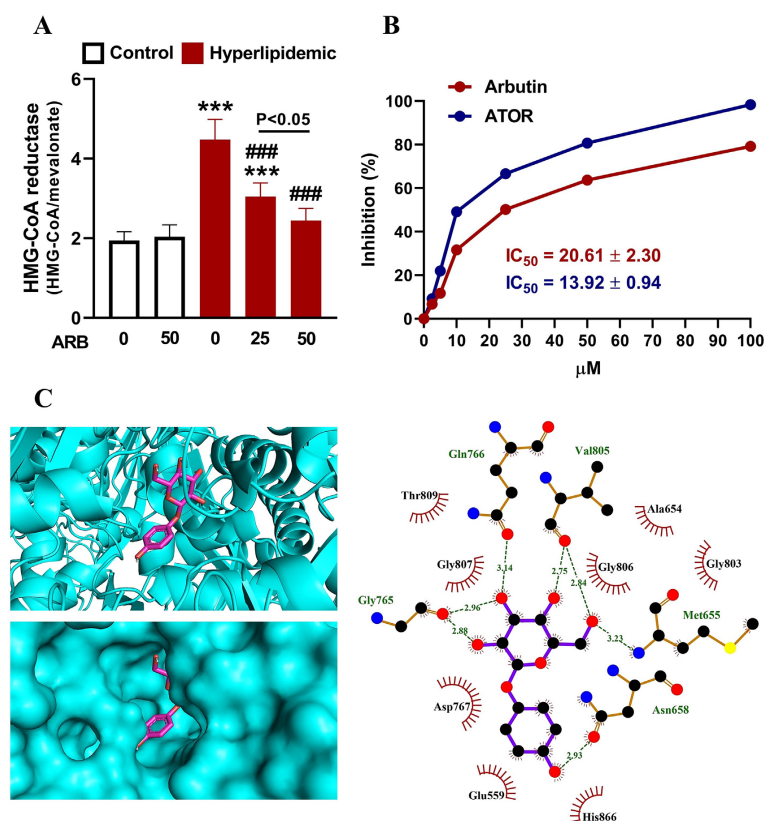 A
Control Hyperlipidemic
HMG-CoA reductase
(HMG-CoA/mevalonate)
6
4
2
0
***
###
***
P<0.05
###
ARB 0 50 0 25 50
B
Arbutin
ATOR
Inhibition (%)
100
80
60
40
20
0
IC50 = 20.61 ± 2.30
IC50 = 13.92 ± 0.94
0 10 20 30 40 50 60 70 80 90 100
μM
C
Gln766
Val805
Thr809
Ala654
Gly807
Gly806
Gly803
3.14
2.75
2.84
Gly765
2.96
2.88
3.23
Met655
Asp767
Asn658
2.93
Glu559
His866